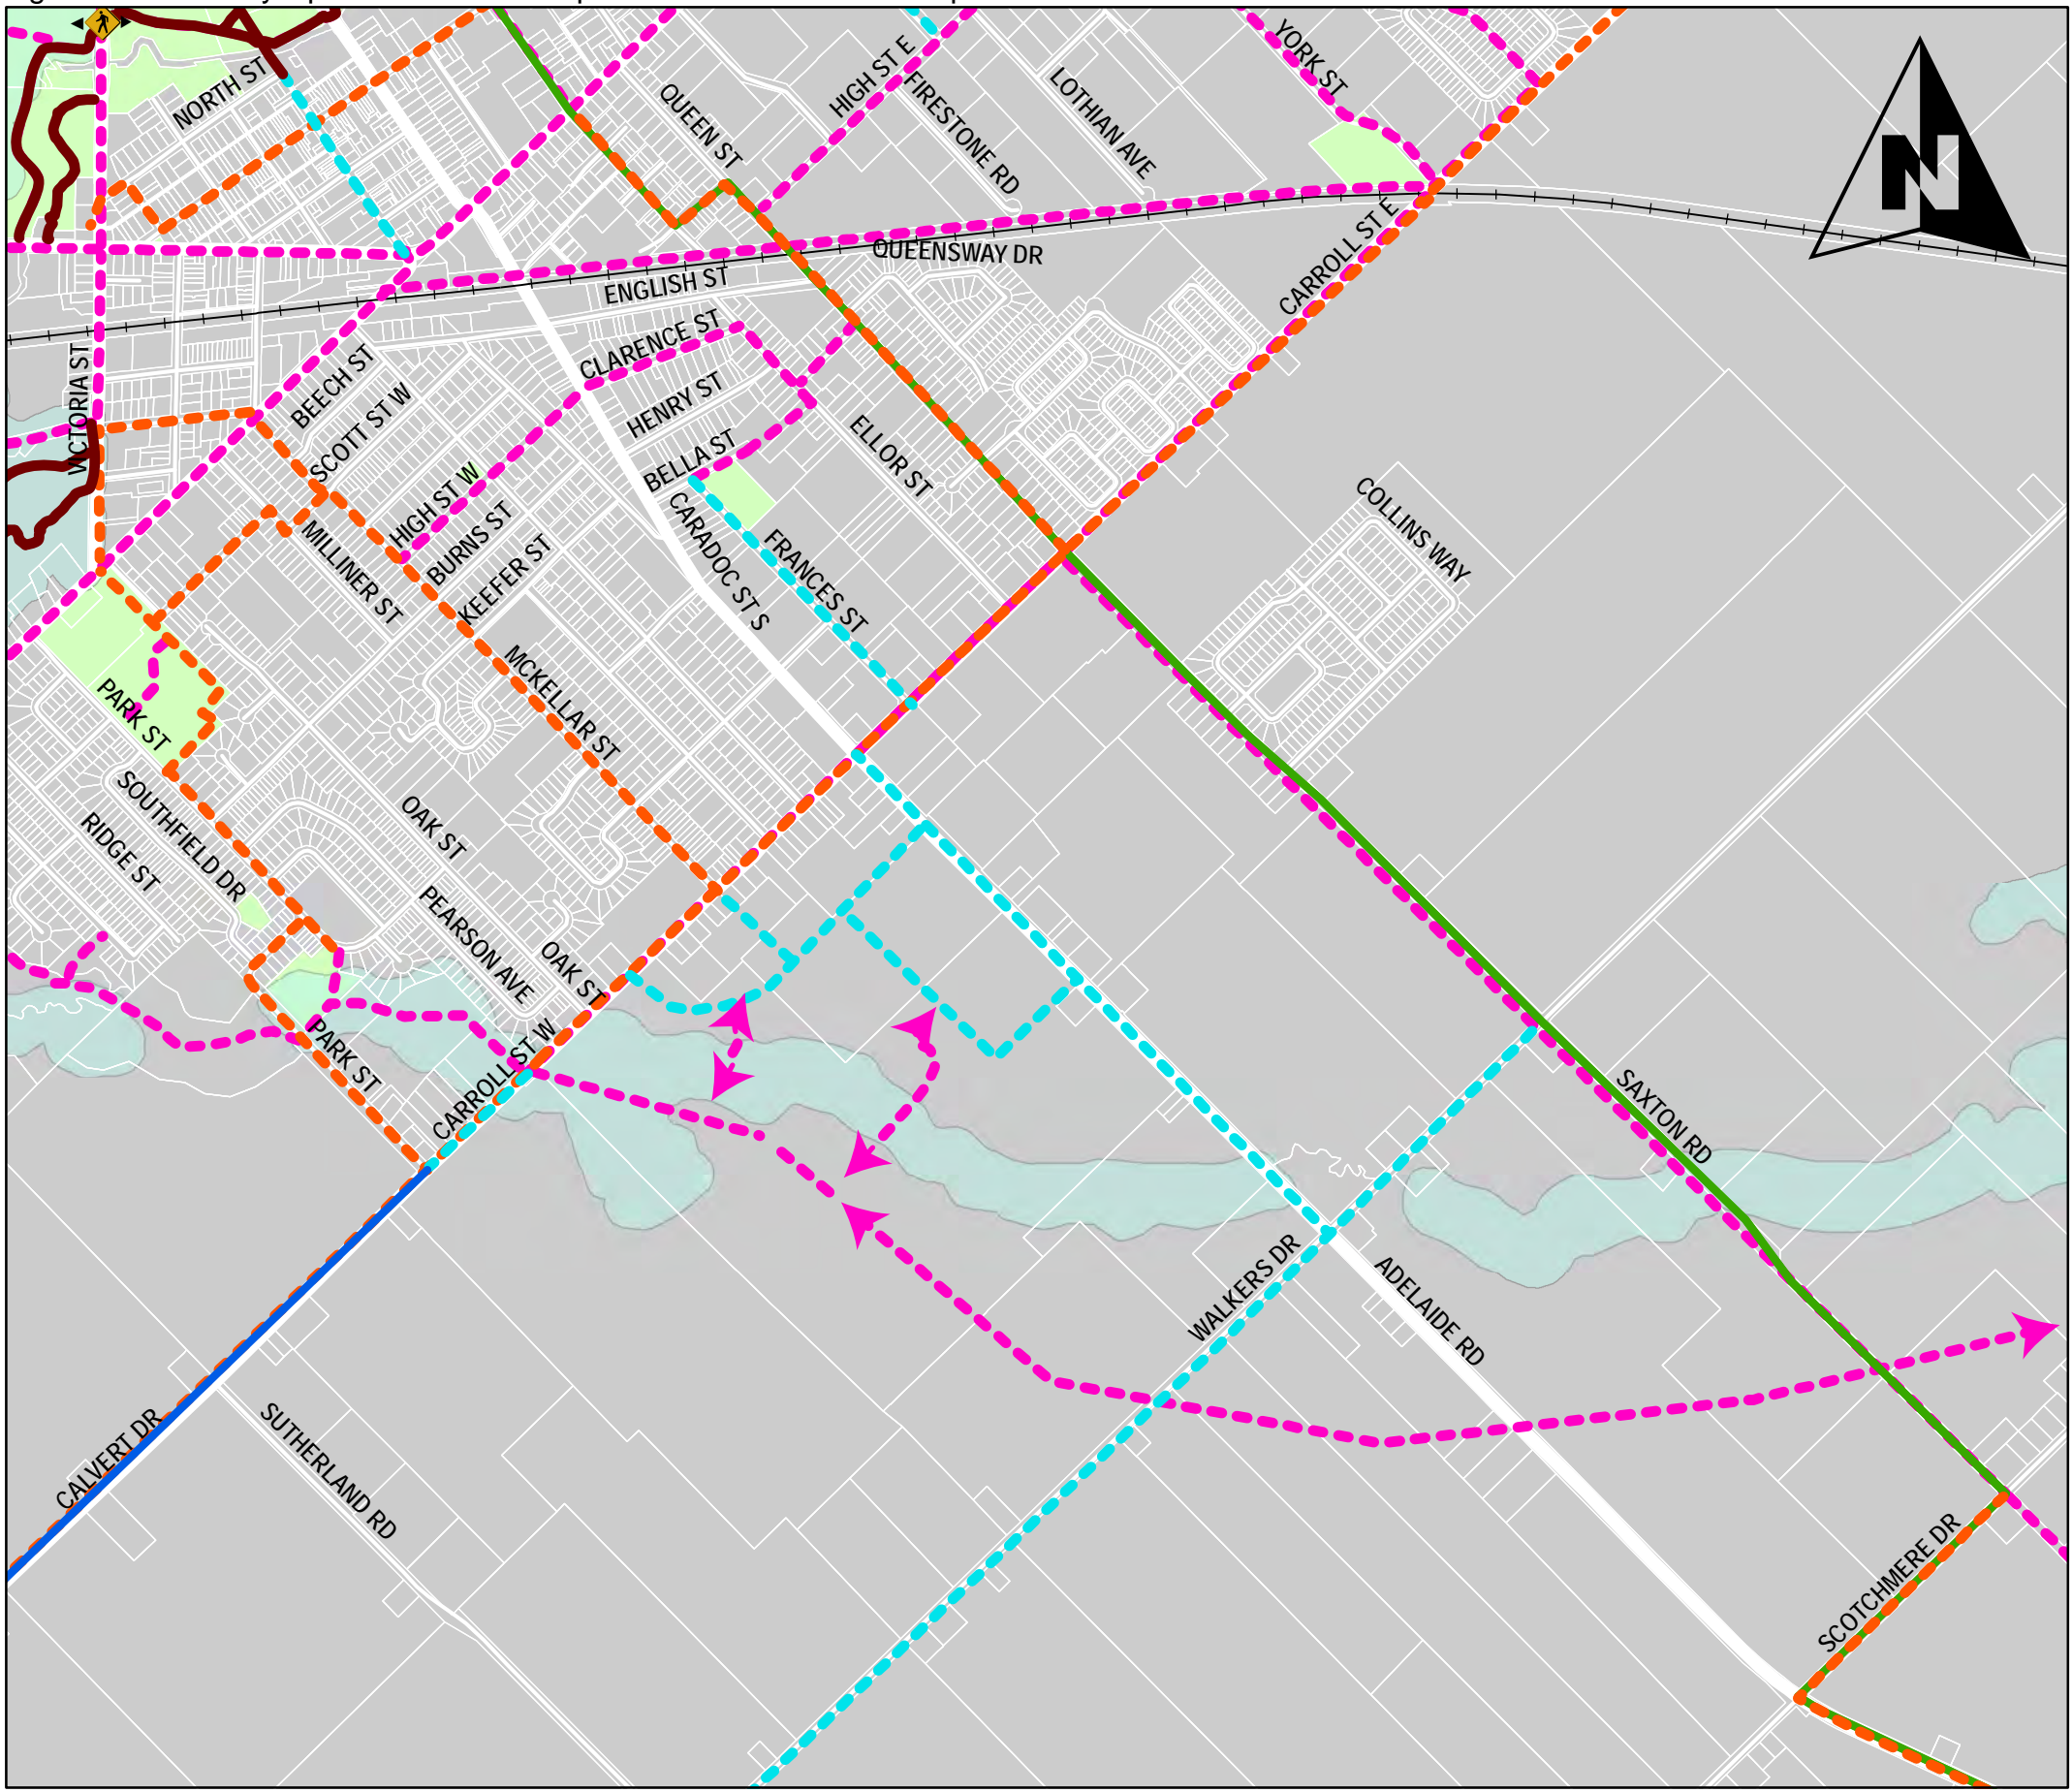 NORTH ST
QUEEN ST
HIGH ST E
FIRESTONE RD
LOTHIAN AVE
YORK ST
N
QUEENSWAY DR
ENGLISH ST
CARROLL ST E
VICTORIA ST
BEECH ST
SCOTT ST W
CLARENCE ST
HENRY ST
BELLA ST
ELLOR ST
HIGH ST W
BURNS ST
KEEFER ST
MILLINER ST
CARADOC ST S
FRANCES ST
COLLINS WAY
MCKELLAR ST
PARK ST
SOUTHFIELD DR
RIDGE ST
OAK ST
PEARSON AVE
OAK ST
PARK ST
CARROLL ST W
SAXTON RD
WALKERS DR
ADELAIDE RD
CALVERT DR
SUTHERLAND RD
SCOTCHMERE DR